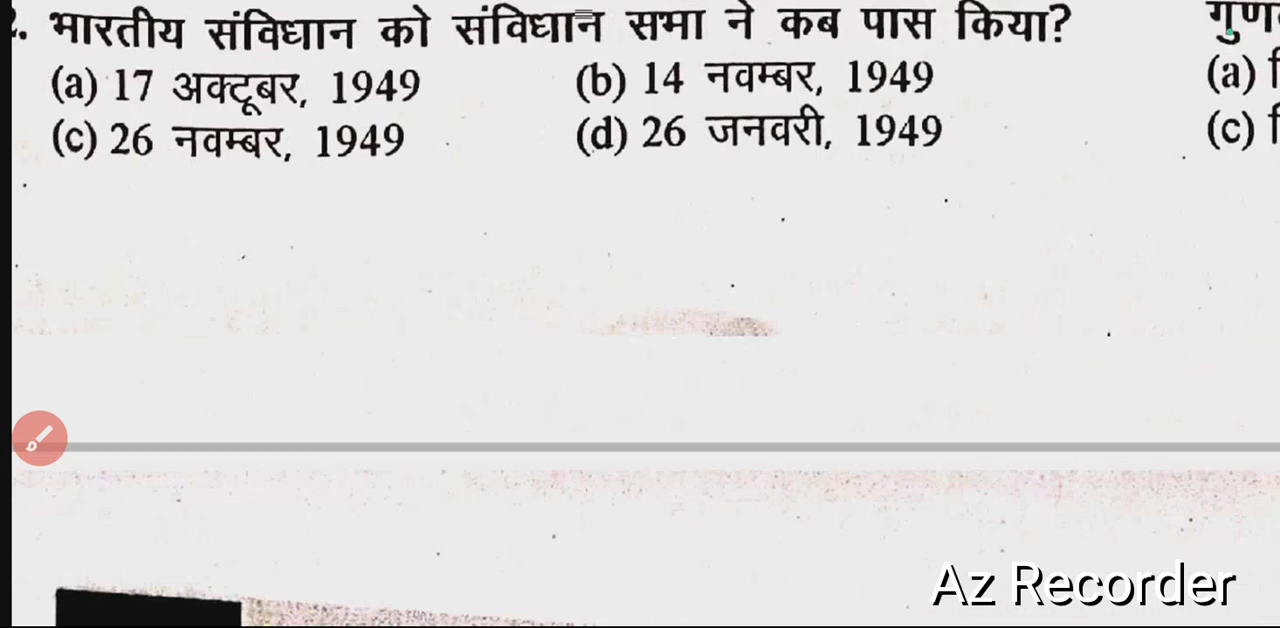 2. भारतीय संविधान को संविधान सभा ने कब पास किया?
(a) 17 अक्टूबर, 1949 (b) 14 नवम्बर, 1949
(c) 26 नवम्बर, 1949 (d) 26 जनवरी, 1949
(a)
(c)
Az Recorder